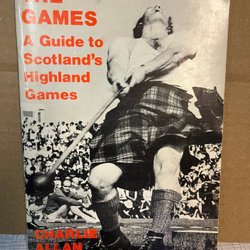 THE
GAMES
A Guide to
Scotland's
Highland
Games
CHARLIE
ALLAN